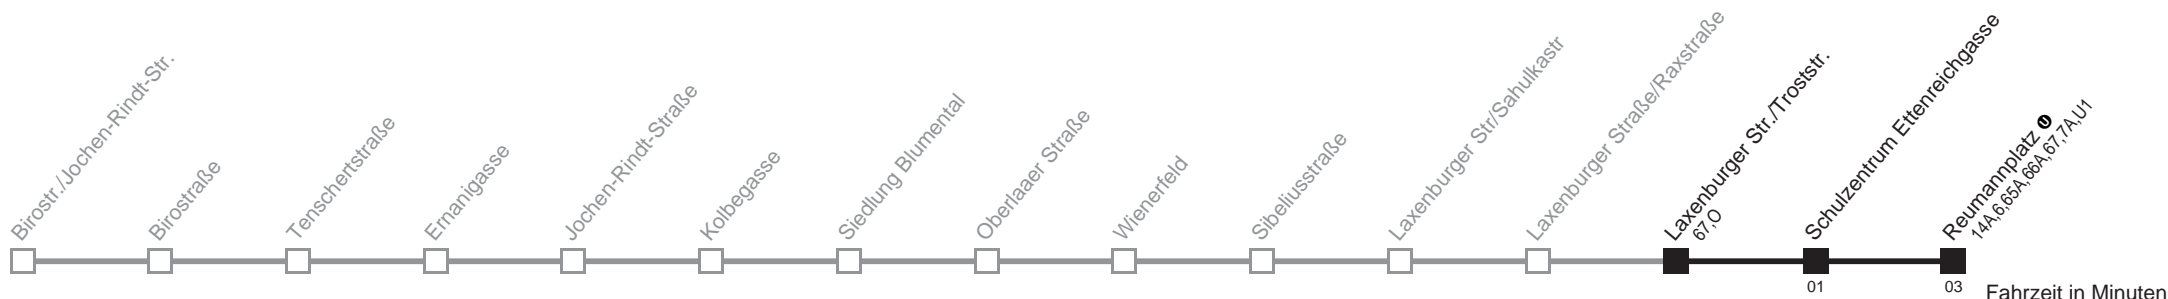 Birostr./Jochen-Rindt-Str.
Birostraße
Tenschertstraße
Ernanigasse
Jochen-Rindt-Straße
Kolbegasse
Siedlung Blumental
Oberlaaer Straße
Wienerfeld
Sibeliusstraße
Laxenburger Str/Sahulkastr
Laxenburger Straße/Raxstraße
Laxenburger Str./Troststr.
67,O
Schulzentrum Ettenreichgasse
Reumannplatz U
14A,6,65A,66A,67,7A,U1
01
03
Fahrzeit in Minuten